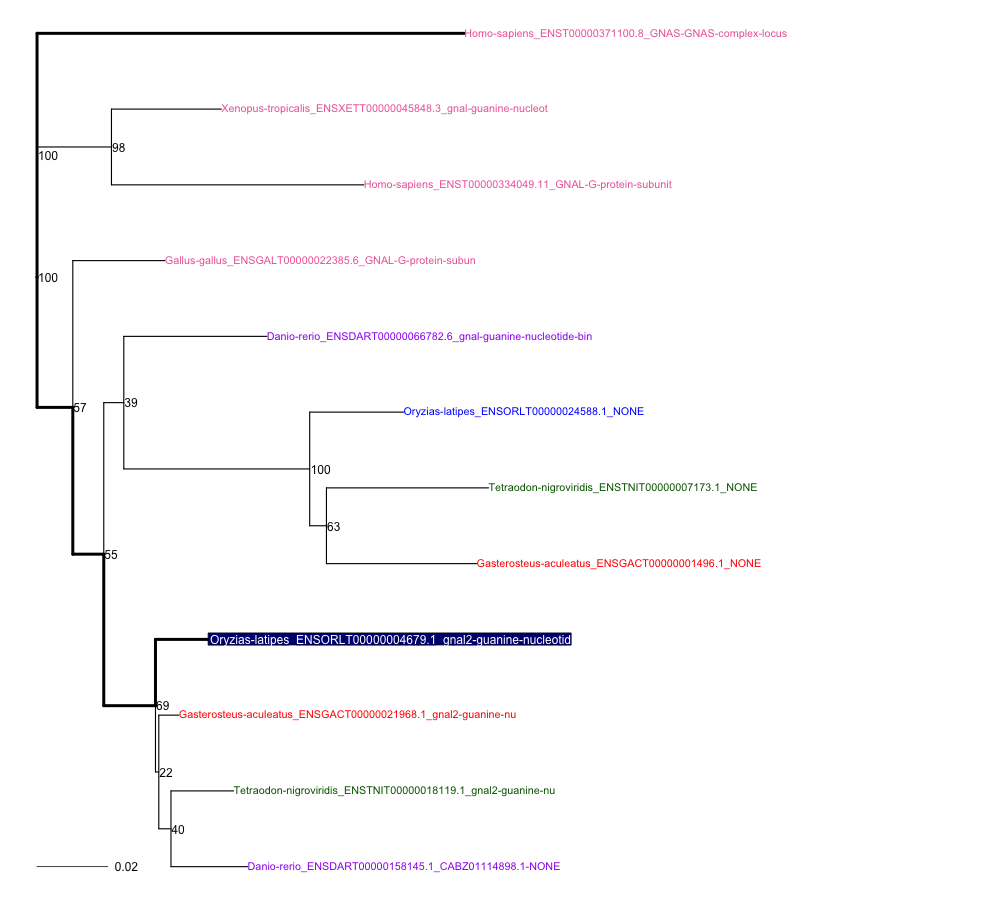 Homo-sapiens_ENST00000371100.8_GNAS-GNAS-complex-locus
Xenopus-tropicalis_ENSXETT00000045848.3_gnal-guanine-nucleot
98
100
Homo-sapiens_ENST00000334049.11_GNAL-G-protein-subunit
Gallus-gallus_ENSGALT00000022385.6_GNAL-G-protein-subun
100
Danio-rerio_ENSDART00000066782.6_gnal-guanine-nucleotide-bin
39
57
Oryzias-latipes_ENSORLT00000024588.1_NONE
100
Tetraodon-nigroviridis_ENSTNIT00000007173.1_NONE
63
55
Gasterosteus-aculeatus_ENSGACT00000001496.1_NONE
Oryzias-latipes_ENSORLT00000004679.1_gnal2-guanine-nucleotid
69
Gasterosteus-aculeatus_ENSGACT00000021968.1_gnal2-guanine-nu
22
Tetraodon-nigroviridis_ENSTNIT00000018119.1_gnal2-guanine-nu
40
Danio-rerio_ENSDART00000158145.1_CABZ01114898.1-NONE
0.02